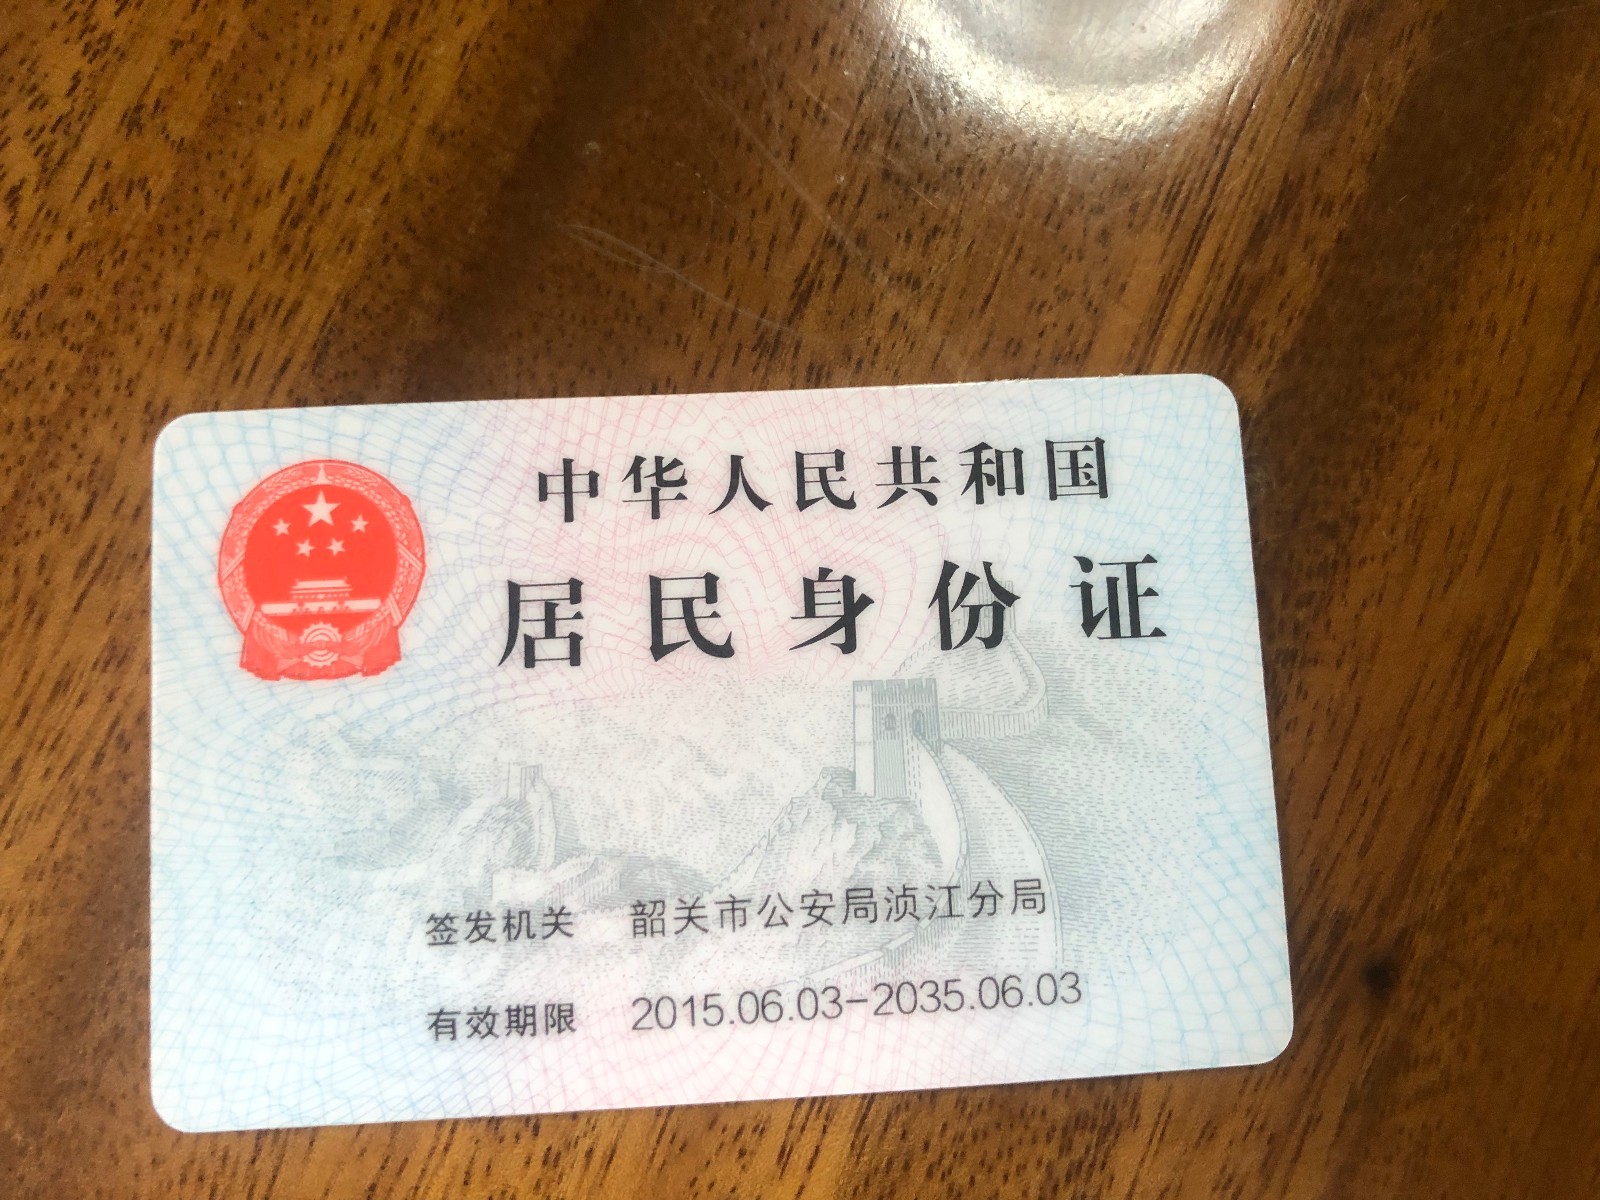 中华人民共和国
居民身份证
签发机关 韶关市公安局浈江分局
有效期限 2015.06.03-2035.06.03